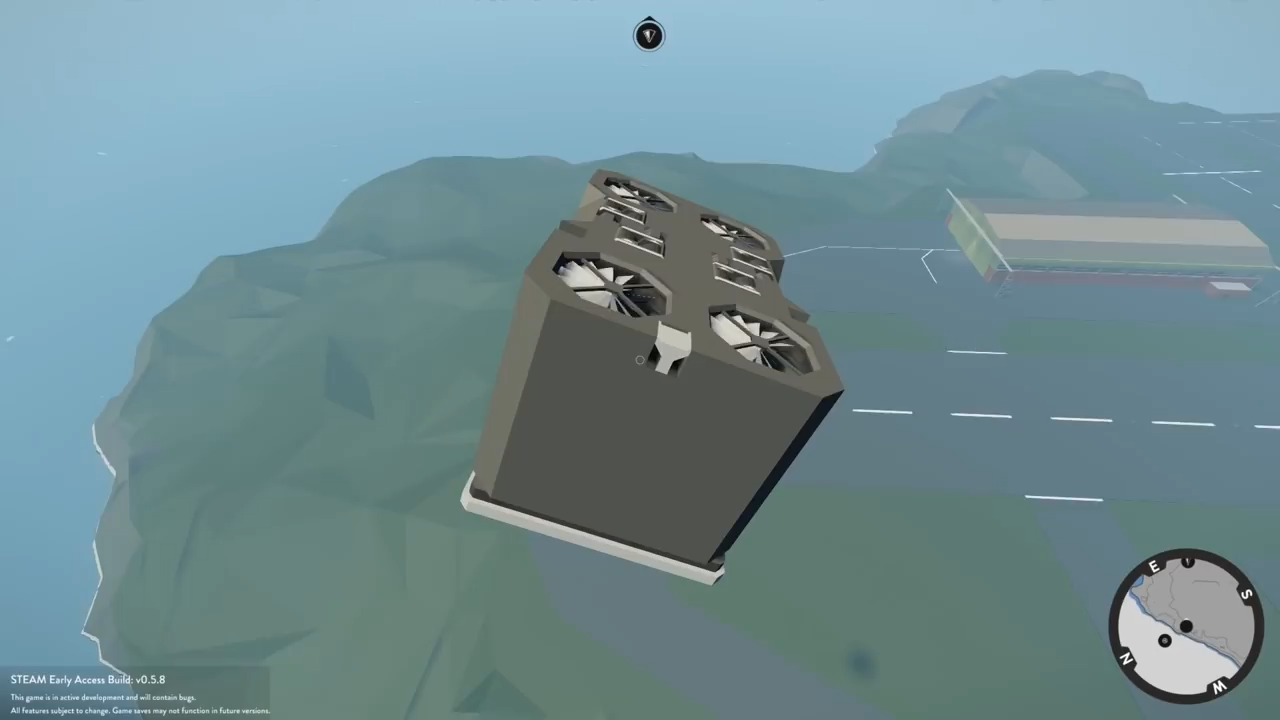 E
S
N
W
STEAM Early Access Build: v0.5.8
This game is in active development and will contain bugs.
All features subject to change. Game saves may not function in future versions.